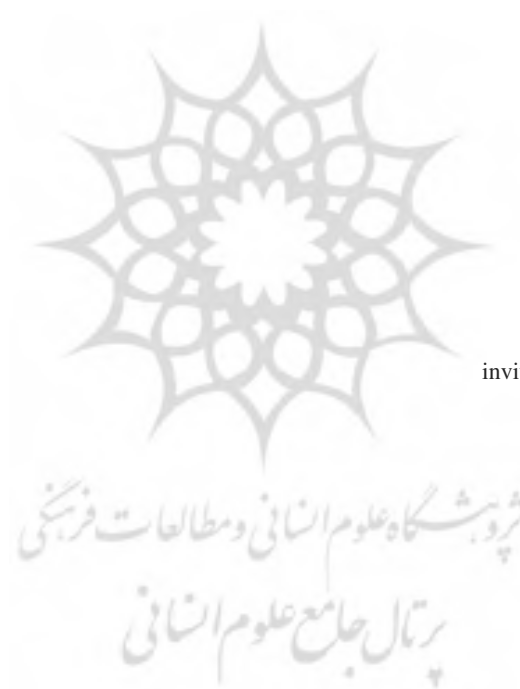 invi
پژوهشگاه علوم انسانی و مطالعات فرهنگی
پرتال جامع علوم انسانی